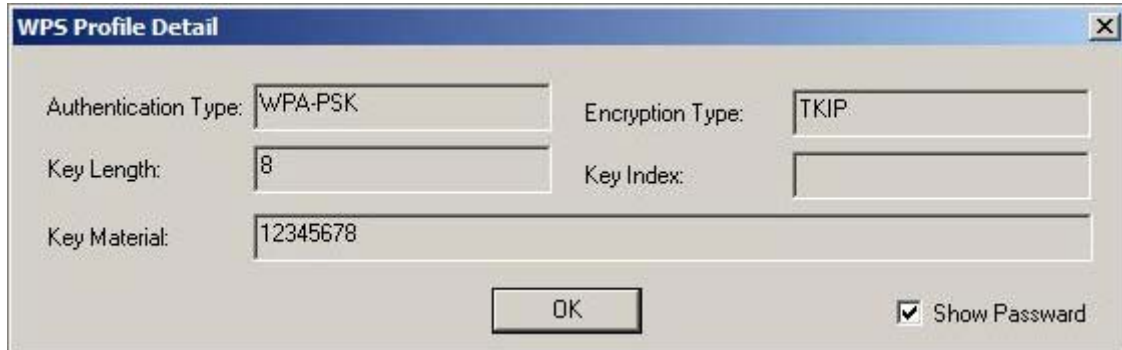 WPS Profile Detail
Authentication Type: WPA-PSK Encryption Type: TKIP
Key Length: 8 Key Index:
Key Material: 12345678
OK Show Passward